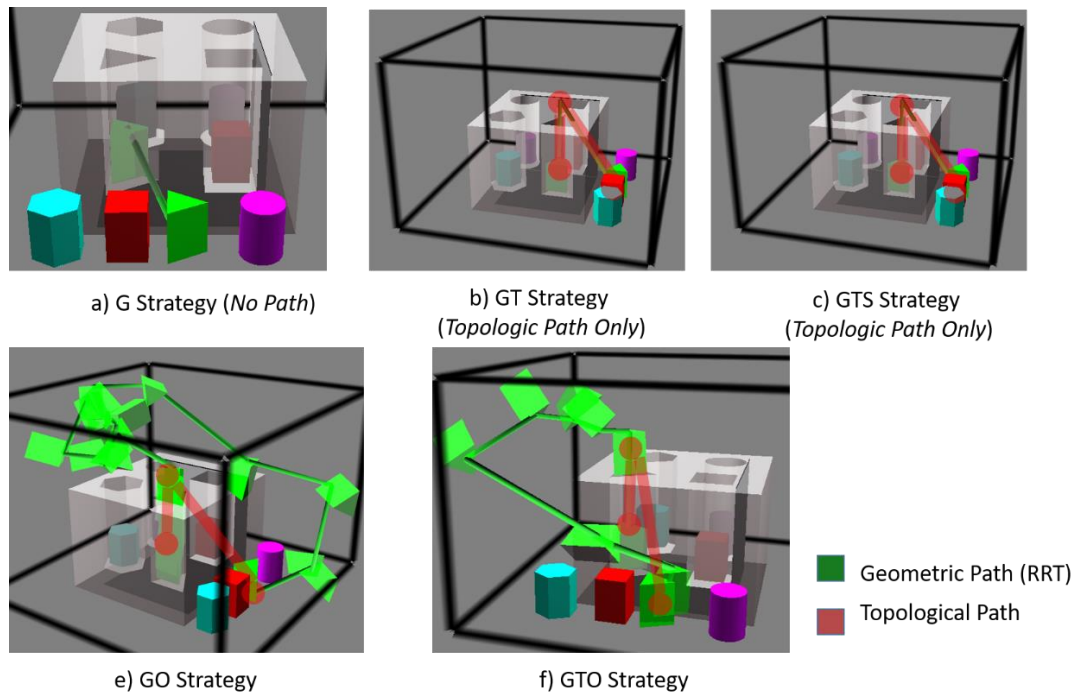 a) G Strategy (No Path)
b) GT Strategy
(Topologic Path Only)
c) GTS Strategy
(Topologic Path Only)
Geometric Path (RRT)
Topological Path
e) GO Strategy
f) GTO Strategy